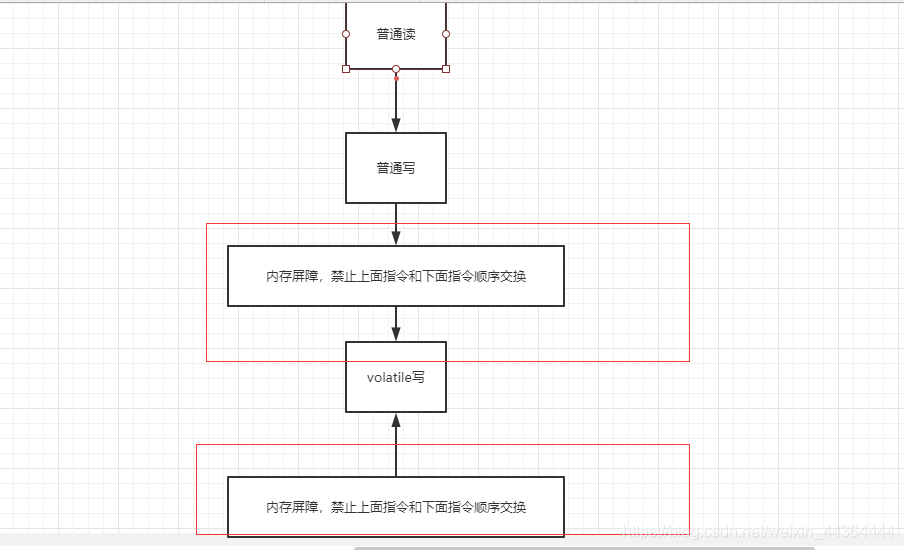 普通读
普通写
内存屏障，禁止上面指令和下面指令顺序交换
volatile写
内存屏障，禁止上面指令和下面指令顺序交换
https://blog.csdn.net/weixin_44364444